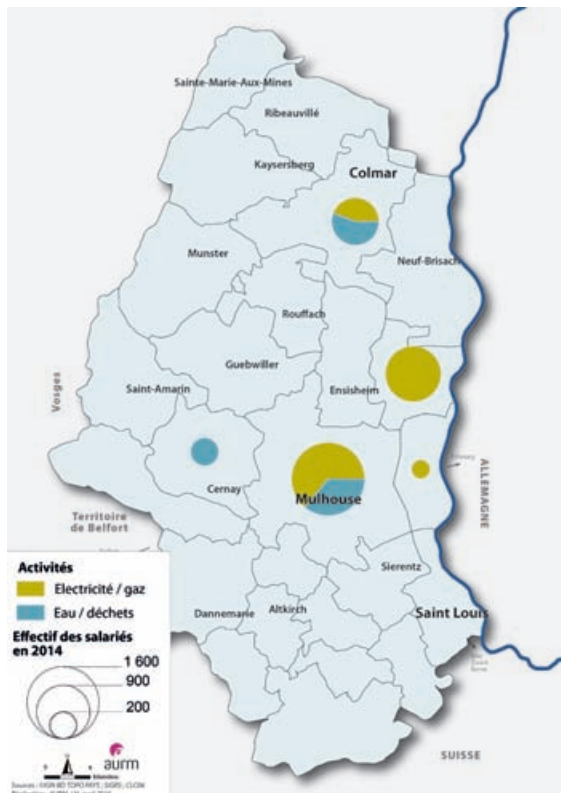 Sainte-Marie-Aux-Mines
Ribeauvillé
Kaysersberg
Colmar
Munster
Neuf-Brisach
Rouffach
Guebwiller
Ensisheim
Saint-Amarin
Vosges
Cernay
Mulhouse
ALLEMAGNE
Territoire
de Belfort
Sierentz
Dannemarie
Altkirch
Saint Louis
SUISSE
Activités
Electricité / gaz
Eau / déchets
Effectif des salariés
en 2014
1 600
900
200
aurm